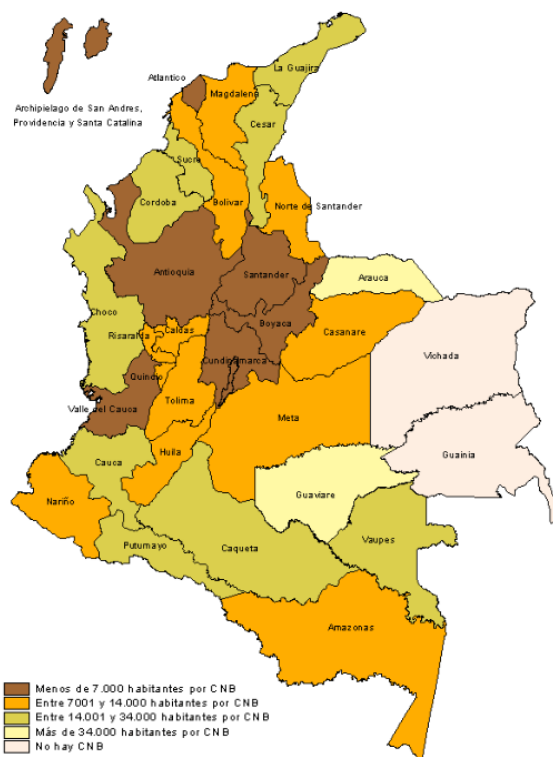 La Guajira
Atlantico
Magdalena
Archipielago de San Andres,
Providencia y Santa Catalina
Cesar
Sucre
Cordoba
Bolivar
Norte de Santander
Antioquia
Santander
Arauca
Choco
Boyaca
Caldas
Casanare
Risaralda
Vichada
Cundinamarca
Quindio
Valle del Cauca
Tolima
Meta
Guainia
Huila
Cauca
Guaviare
Nariño
Vaupes
Putumayo
Caqueta
Amazonas
Menos de 7.000 habitantes por CNB
Entre 7001 y 14.000 habitantes por CNB
Entre 14.001 y 34.000 habitantes por CNB
Más de 34.000 habitantes por CNB
No hay CNB